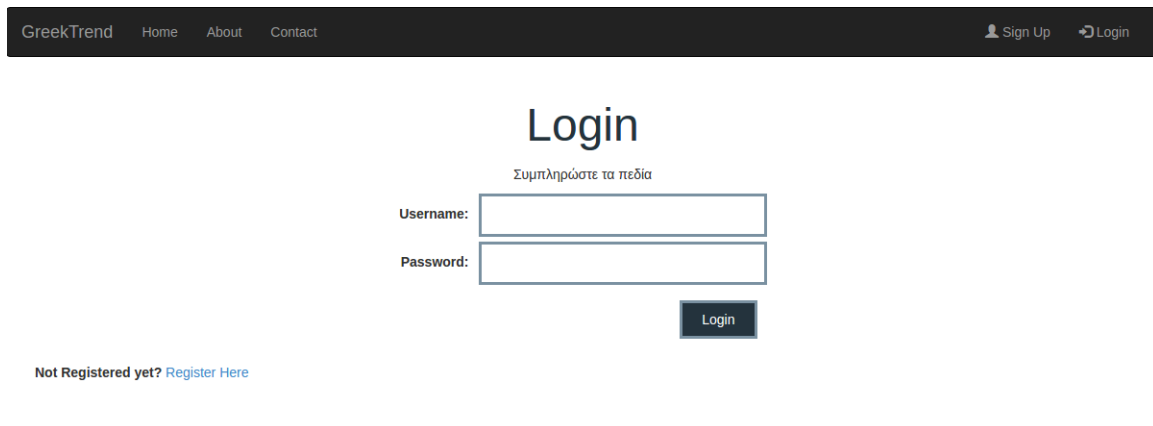 GreekTrend Home About Contact Sign Up Login
Login
Συμπληρώστε τα πεδία
Username:
Password:
Login
Not Registered yet? Register Here